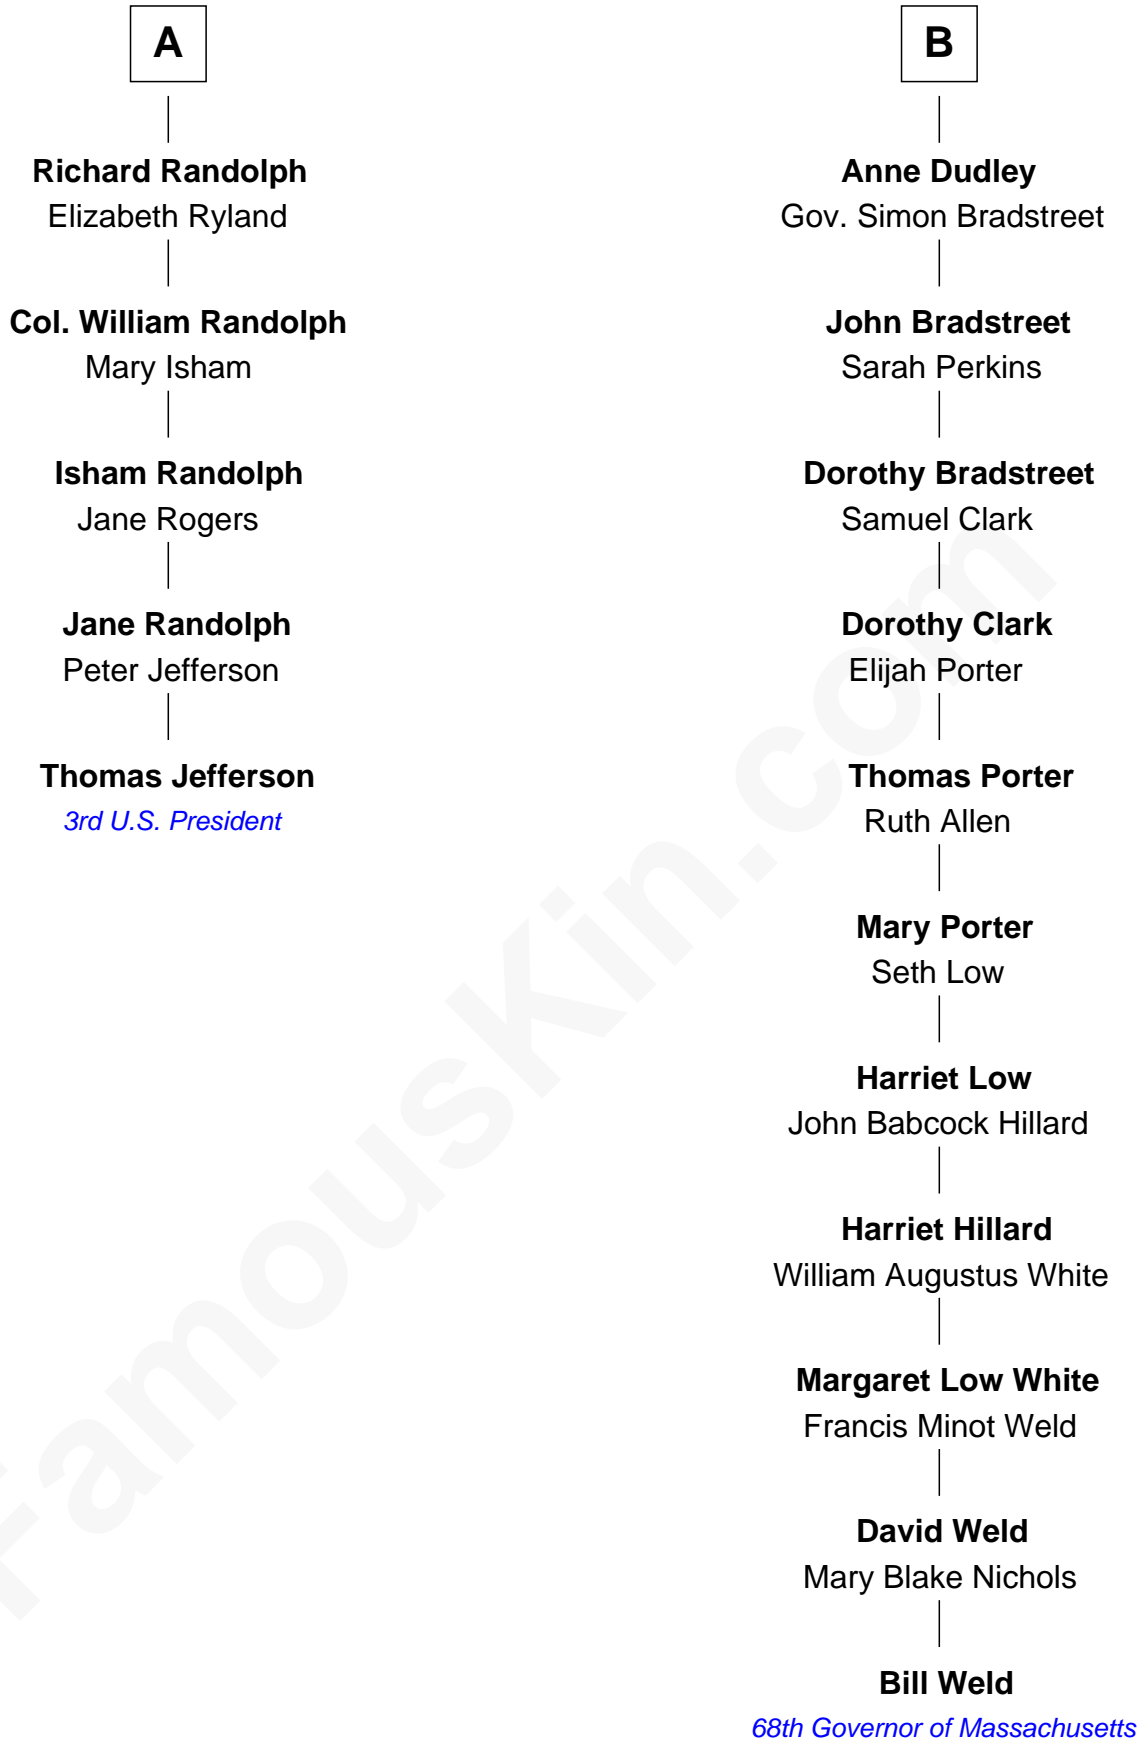 A
Richard Randolph
Elizabeth Ryland
Col. William Randolph
Mary Isham
Isham Randolph
Jane Rogers
Jane Randolph
Peter Jefferson
Thomas Jefferson
3rd U.S. President
B
Anne Dudley
Gov. Simon Bradstreet
John Bradstreet
Sarah Perkins
Dorothy Bradstreet
Samuel Clark
Dorothy Clark
Elijah Porter
Thomas Porter
Ruth Allen
Mary Porter
Seth Low
Harriet Low
John Babcock Hillard
Harriet Hillard
William Augustus White
Margaret Low White
Francis Minot Weld
David Weld
Mary Blake Nichols
Bill Weld
68th Governor of Massachusetts
FamousKin.com